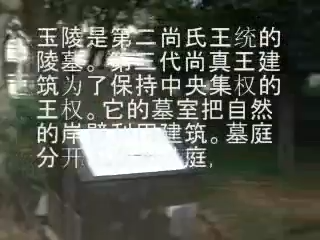 玉陵是第二尚氏王统的
陵墓。第三代尚真王建
筑为了保持中央集权的
王权。它的墓室把自然
的岸壁利用建筑。墓庭
分开
庭,